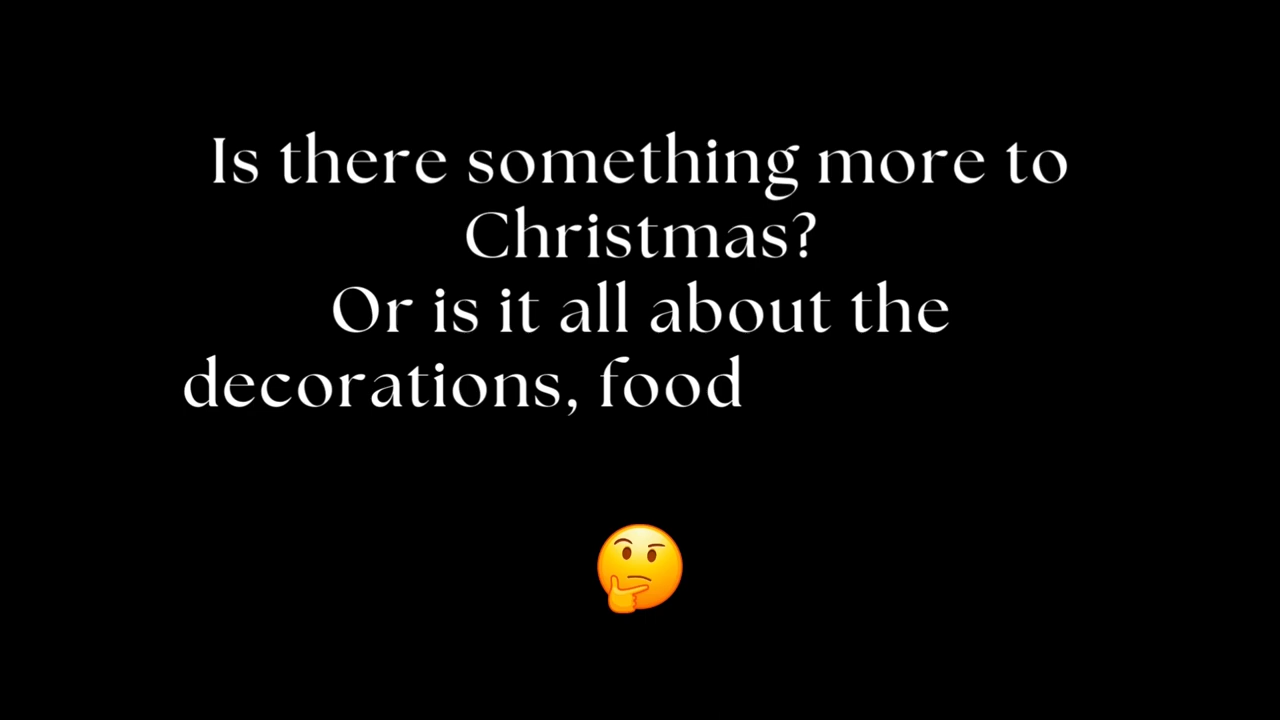 Is there something more to
Christmas?
Or is it all about the
decorations, food